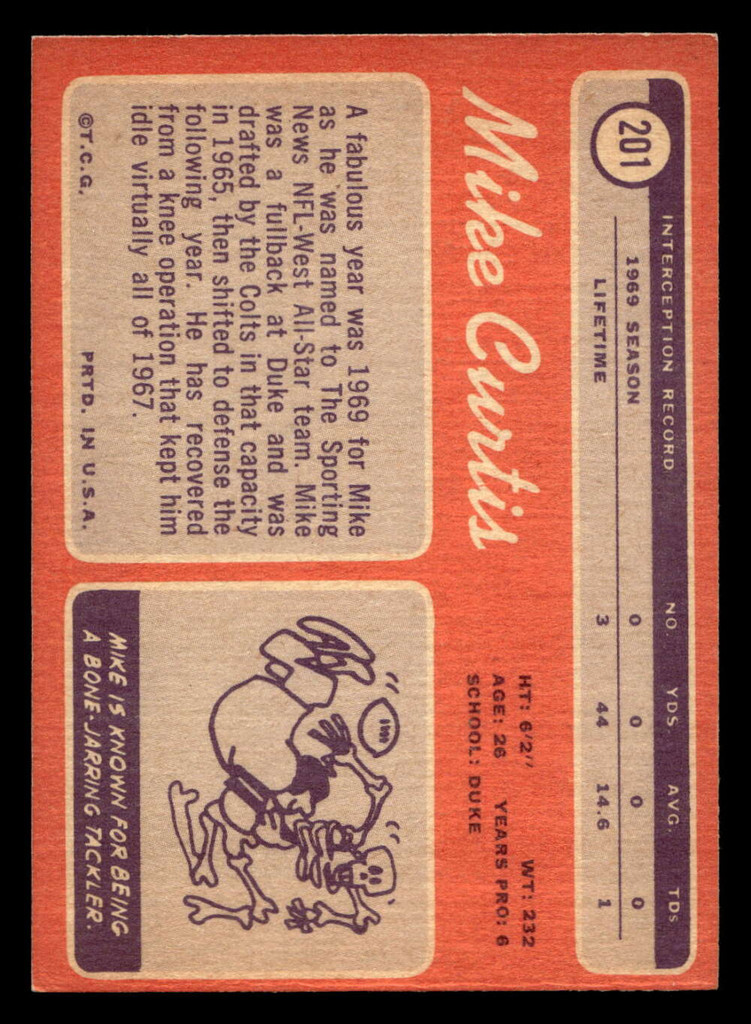 201
INTERCEPTION RECORD NO. YDS. AVG. TDs
1969 SEASON 0 0 0 0
LIFETIME 3 44 14.6 1
Mike Curtis
HT: 6'2" WT: 232
AGE: 26 YEARS PRO: 6
SCHOOL: DUKE
A fabulous year was 1969 for Mike
as he was named to The Sporting
News NFL-West All-Star team. Mike
was a fullback at Duke and was
drafted by the Colts in that capacity
in 1965, then shifted to defense the
following year. He has recovered
from a knee operation that kept him
idle virtually all of 1967.
©T.C.G. PRTD. IN U.S.A.
MIKE IS KNOWN FOR BEING
A BONE-JARRING TACKLER.